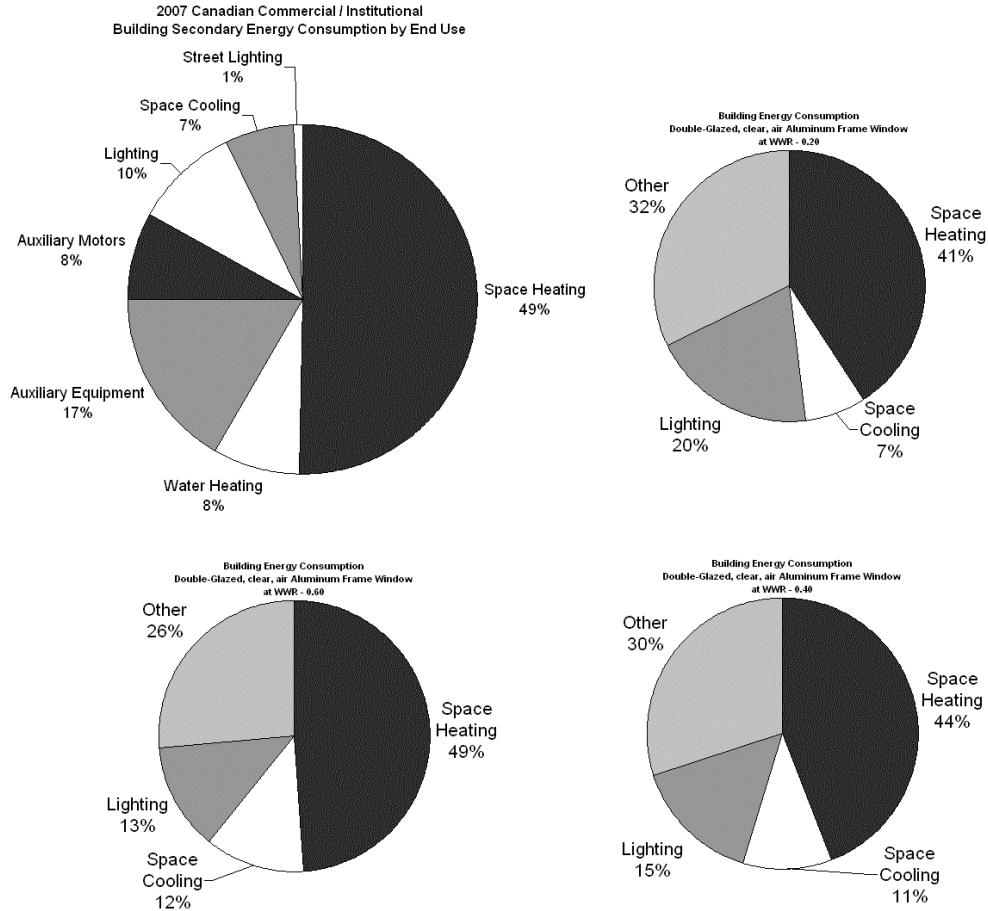 2007 Canadian Commercial / Institutional
Building Secondary Energy Consumption by End Use
Street Lighting
1%
Space Cooling
7%
Lighting
10%
Auxiliary Motors
8%
Space Heating
49%
Auxiliary Equipment
17%
Water Heating
8%
Building Energy Consumption
Double-Glazed, clear, air Aluminum Frame Window
at WWR - 0.20
Other
32%
Space
Heating
41%
Lighting
20%
Space
Cooling
7%
Building Energy Consumption
Double-Glazed, clear, air Aluminum Frame Window
at WWR - 0.60
Other
26%
Space
Heating
49%
Lighting
13%
Space
Cooling
12%
Building Energy Consumption
Double-Glazed, clear, air Aluminum Frame Window
at WWR - 0.40
Other
30%
Space
Heating
44%
Lighting
15%
Space
Cooling
11%